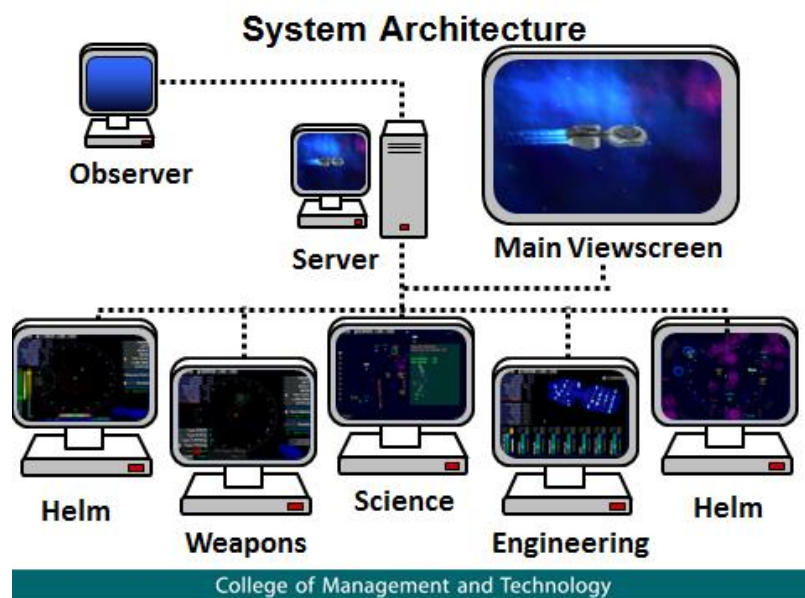 System Architecture
Observer
Server
Main Viewscreen
Helm
Weapons
Science
Engineering
Helm
College of Management and Technology